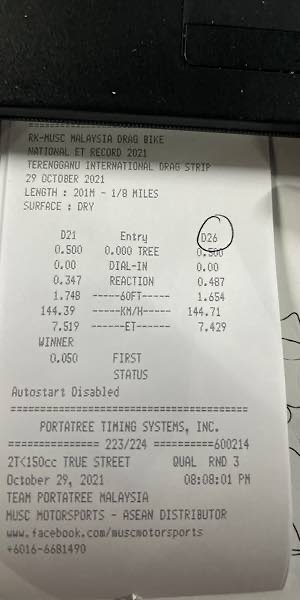 RK-MUSC MALAYSIA DRAG BIKE
NATIONAL ET RECORD 2021
TERENGGANU INTERNATIONAL DRAG STRIP
29 OCTOBER 2021
LENGTH : 201M - 1/8 MILES
SURFACE : DRY
D21 Entry D26
0.500 0.000 TREE 0.500
0.00 DIAL-IN 0.00
0.347 REACTION 0.487
1.748 -----60FT----- 1.654
144.39 -----KM/H----- 144.71
7.519 ------ET------ 7.429
WINNER
0.050 FIRST
STATUS
Autostart Disabled
========================================
PORTATREE TIMING SYSTEMS, INC.
=============== 223/224 ==========600214
2T<150cc TRUE STREET QUAL RND 3
October 29, 2021 08:08:01 PM
TEAM PORTATREE MALAYSIA
MUSC MOTORSPORTS - ASEAN DISTRIBUTOR
www.facebook.com/muscmotorsports
+6016-6681490